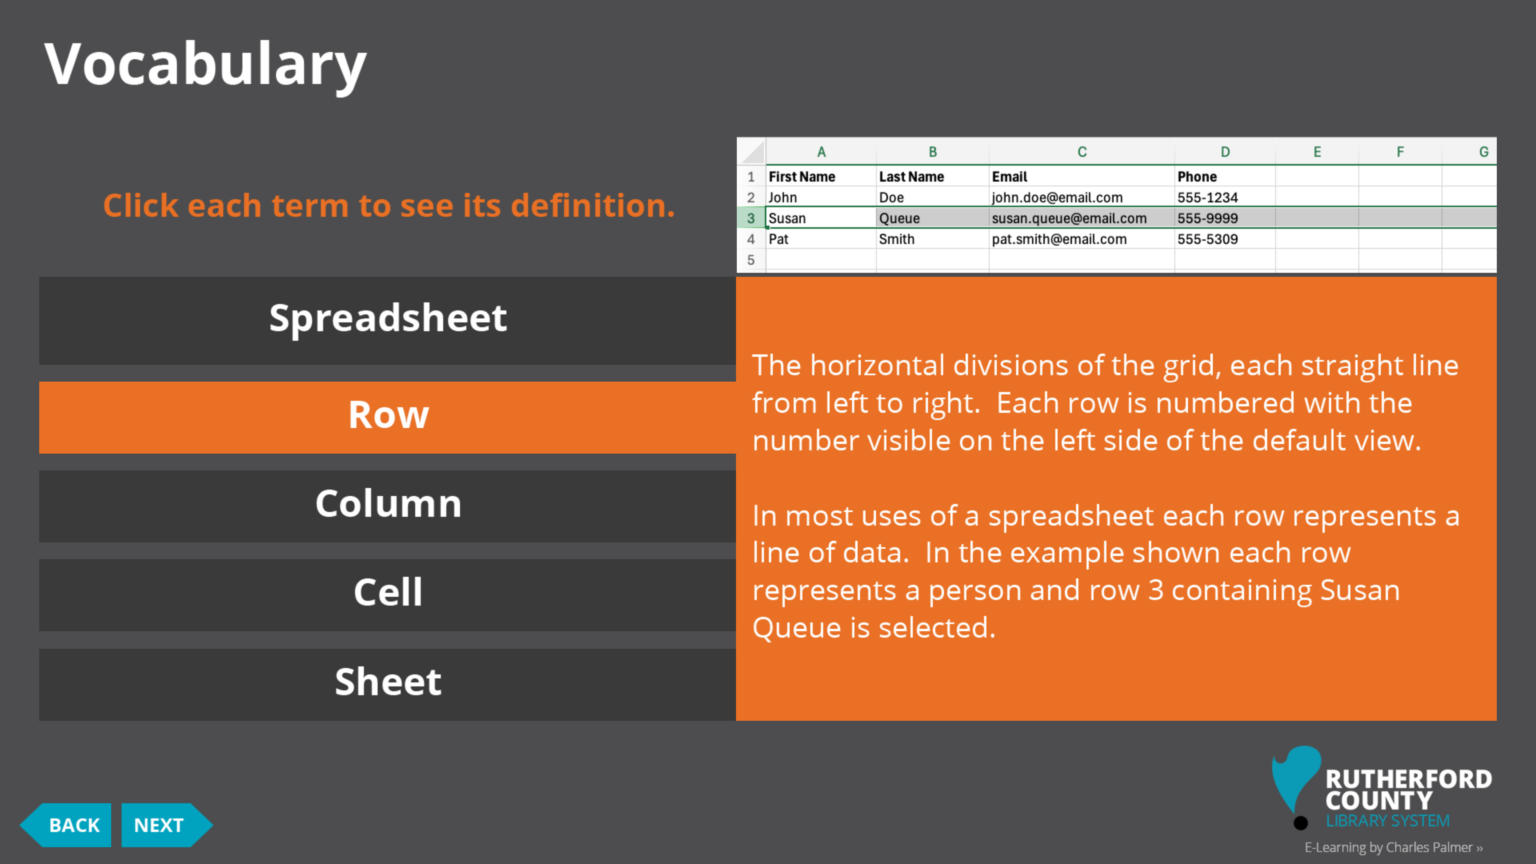 Vocabulary
Click each term to see its definition.
A B C D E F G
1 First Name Last Name Email Phone
2 John Doe john.doe@email.com 555-1234
3 Susan Queue susan.queue@email.com 555-9999
4 Pat Smith pat.smith@email.com 555-5309
5
Spreadsheet
Row
Column
Cell
Sheet
The horizontal divisions of the grid, each straight line
from left to right.  Each row is numbered with the
number visible on the left side of the default view.
In most uses of a spreadsheet each row represents a
line of data.  In the example shown each row
represents a person and row 3 containing Susan
Queue is selected.
BACK NEXT
RUTHERFORD
COUNTY
LIBRARY SYSTEM
E-Learning by Charles Palmer »